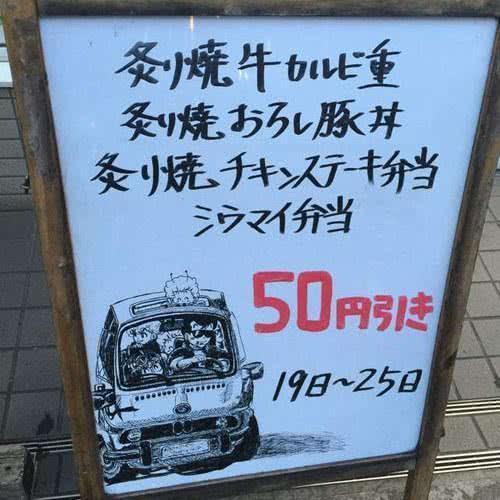 炙り焼牛カルビ重
炙り焼おろし豚丼
炙り焼チキンステーキ弁当
シウマイ弁当
50円引き
19日～25日